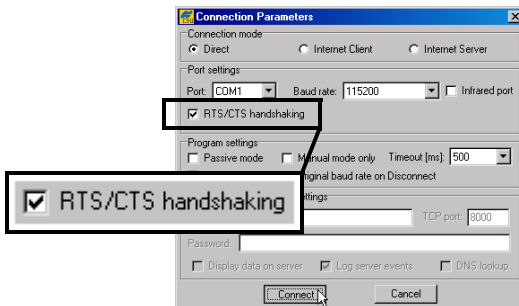 Connection Parameters
Connection mode
Direct Internet Client Internet Server
Port settings
Port: COM1 Baud rate: 115200 Infrared port
RTS/CTS handshaking
Program settings
Passive mode Manual mode only Timeout [ms]: 500
riginal baud rate on Disconnect
RTS/CTS handshaking
ettings
TCP port: 8000
Password:
Display data on server Log server events DNS lookup
Connect Cancel